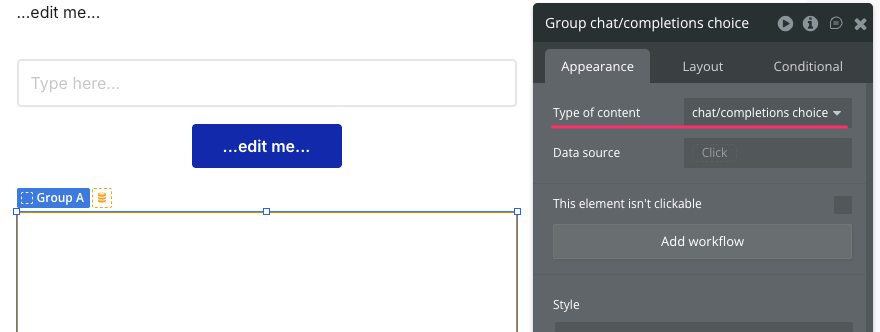 ...edit me...
Group chat/completions choice
Appearance
Layout
Conditional
Type here...
Type of content
chat/completions choice
...edit me...
Data source
Click
Group A
This element isn't clickable
Add workflow
Style